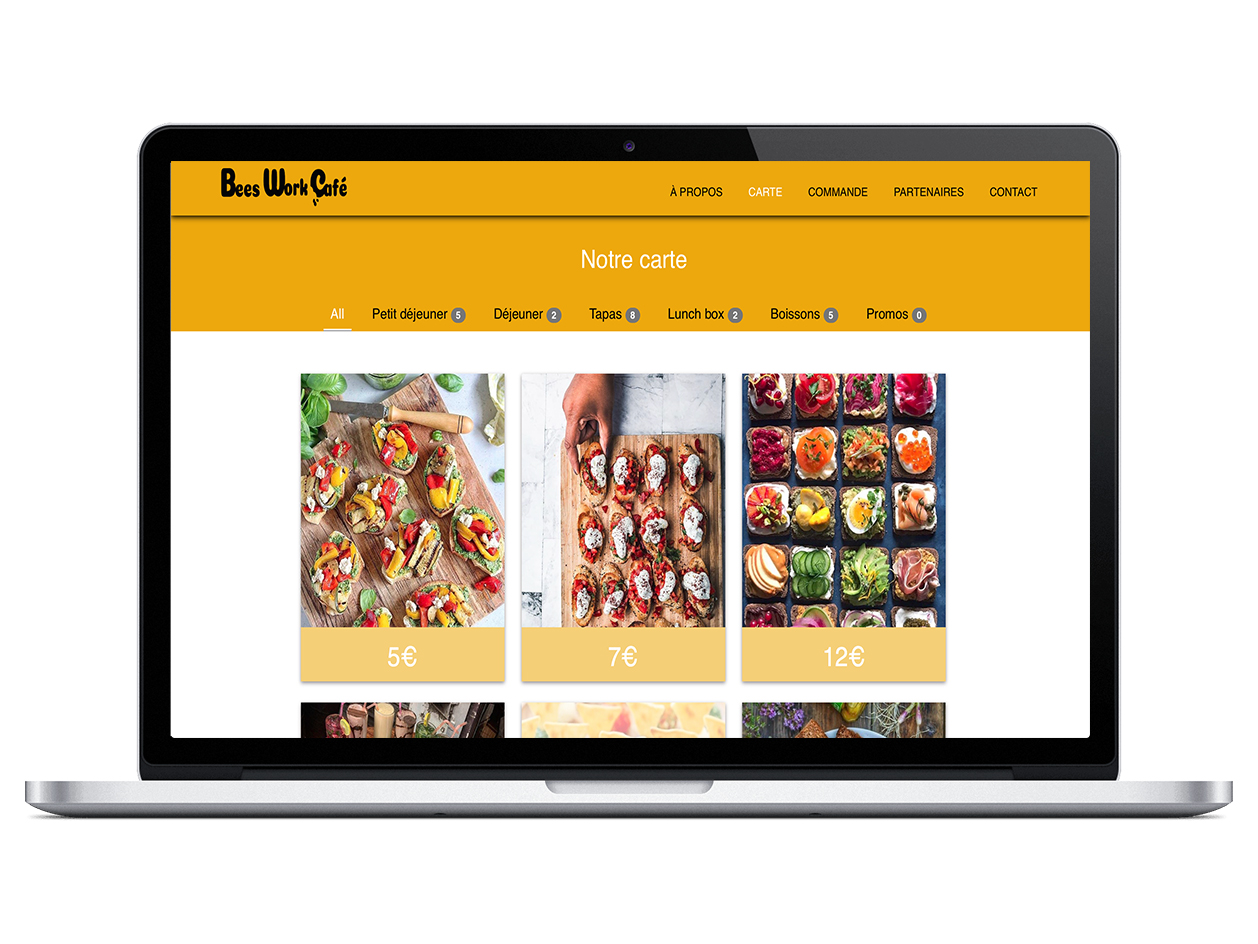 Bees Work Café
À PROPOS CARTE COMMANDE PARTENAIRES CONTACT
Notre carte
All Petit déjeuner 5 Déjeuner 2 Tapas 8 Lunch box 2 Boissons 5 Promos 0
5€ 7€ 12€